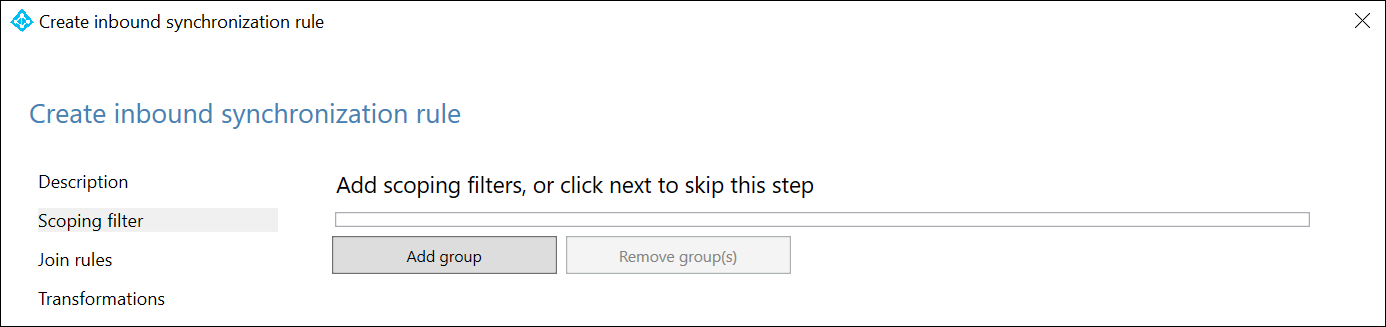 Create inbound synchronization rule
Create inbound synchronization rule
Description
Scoping filter
Join rules
Transformations
Add scoping filters, or click next to skip this step
Add group
Remove group(s)